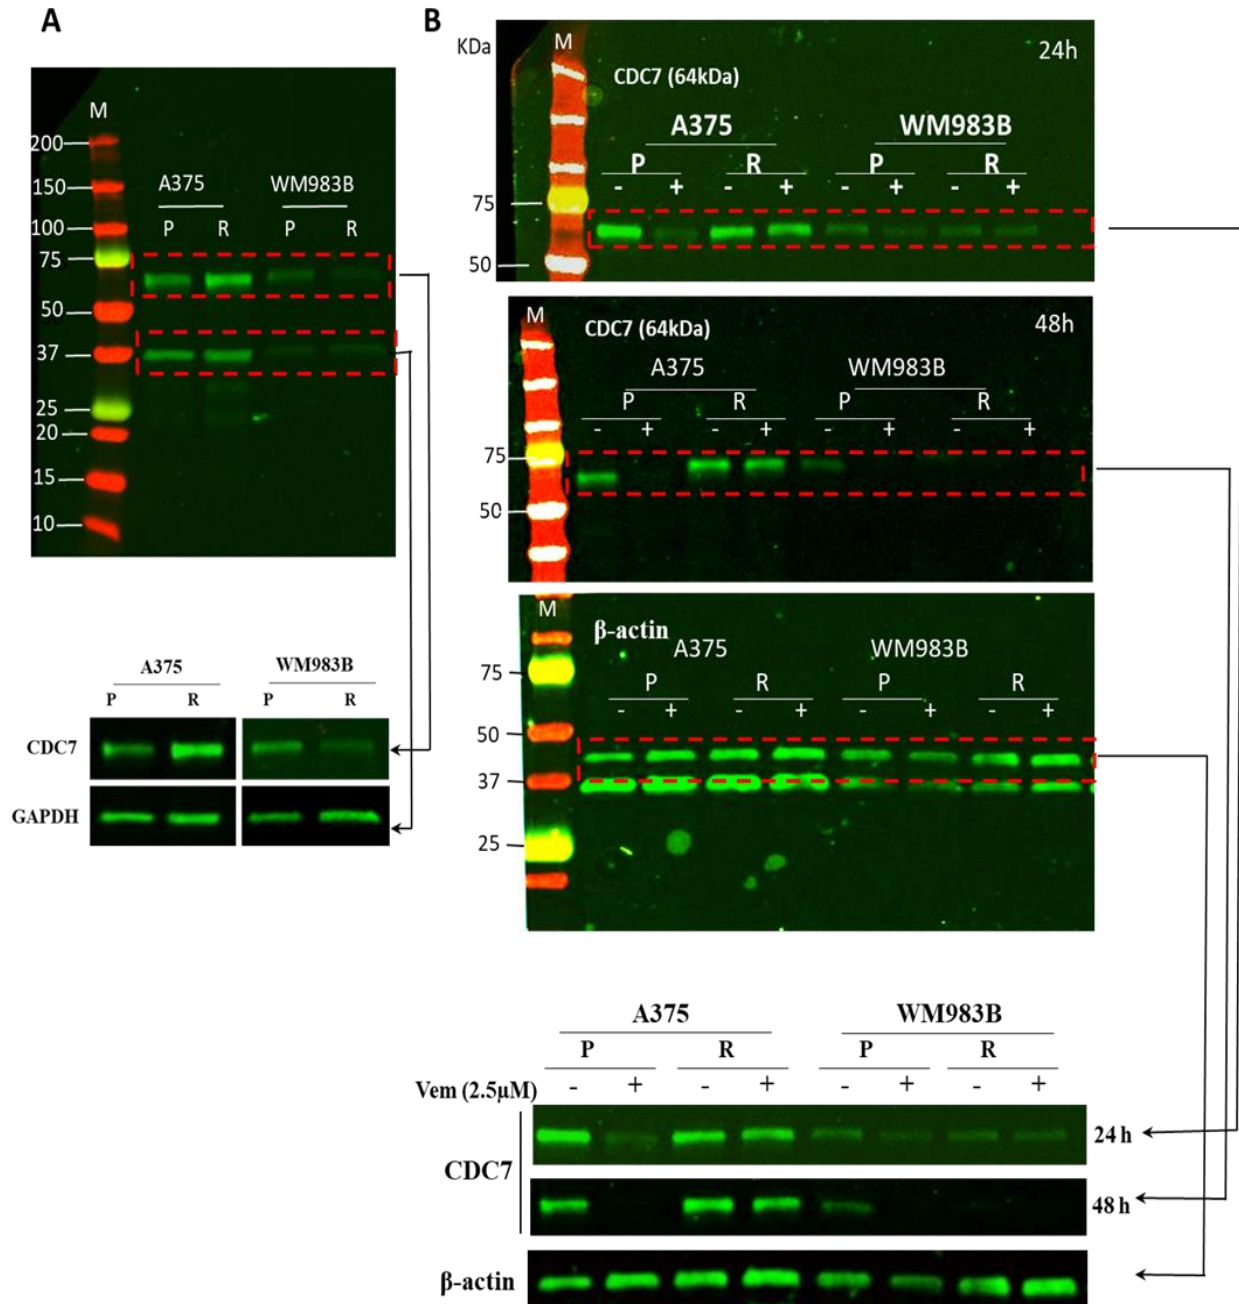 A
M
200
150
100
75
50
37
25
20
15
10
A375 WM983B
P R P R
A375 WM983B
P R P R
CDC7
GAPDH
B
KDa M 24h
CDC7 (64kDa)
A375 WM983B
P R P R
- + - + - + - +
75
50
M 48h
CDC7 (64kDa)
A375 WM983B
P R P R
- + - + - + - +
75
50
M
β-actin
A375 WM983B
P R P R
- + - + - + - +
75
50
37
25
A375 WM983B
P R P R
Vem (2.5μM) - + - + - + - +
CDC7
24 h
48 h
β-actin